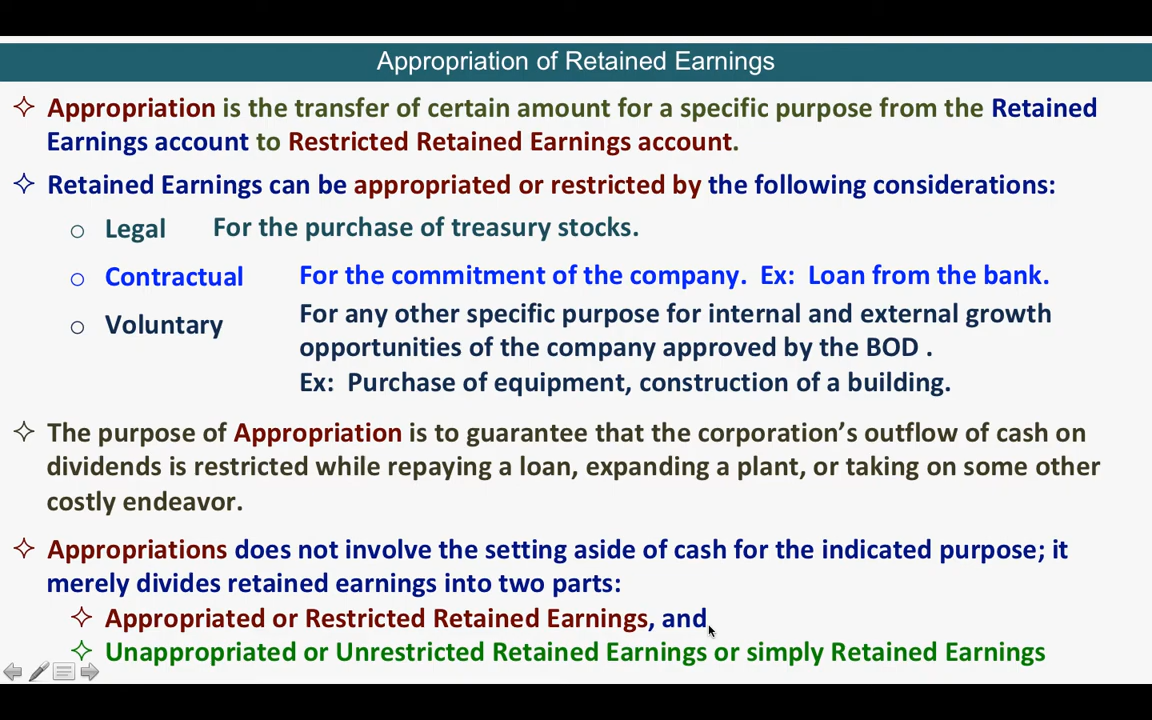 Appropriation of Retained Earnings
Appropriation is the transfer of certain amount for a specific purpose from the Retained
Earnings account to Restricted Retained Earnings account.
Retained Earnings can be appropriated or restricted by the following considerations:
Legal For the purchase of treasury stocks.
Contractual For the commitment of the company. Ex: Loan from the bank.
Voluntary For any other specific purpose for internal and external growth
opportunities of the company approved by the BOD .
Ex: Purchase of equipment, construction of a building.
The purpose of Appropriation is to guarantee that the corporation’s outflow of cash on
dividends is restricted while repaying a loan, expanding a plant, or taking on some other
costly endeavor.
Appropriations does not involve the setting aside of cash for the indicated purpose; it
merely divides retained earnings into two parts:
Appropriated or Restricted Retained Earnings, and
Unappropriated or Unrestricted Retained Earnings or simply Retained Earnings